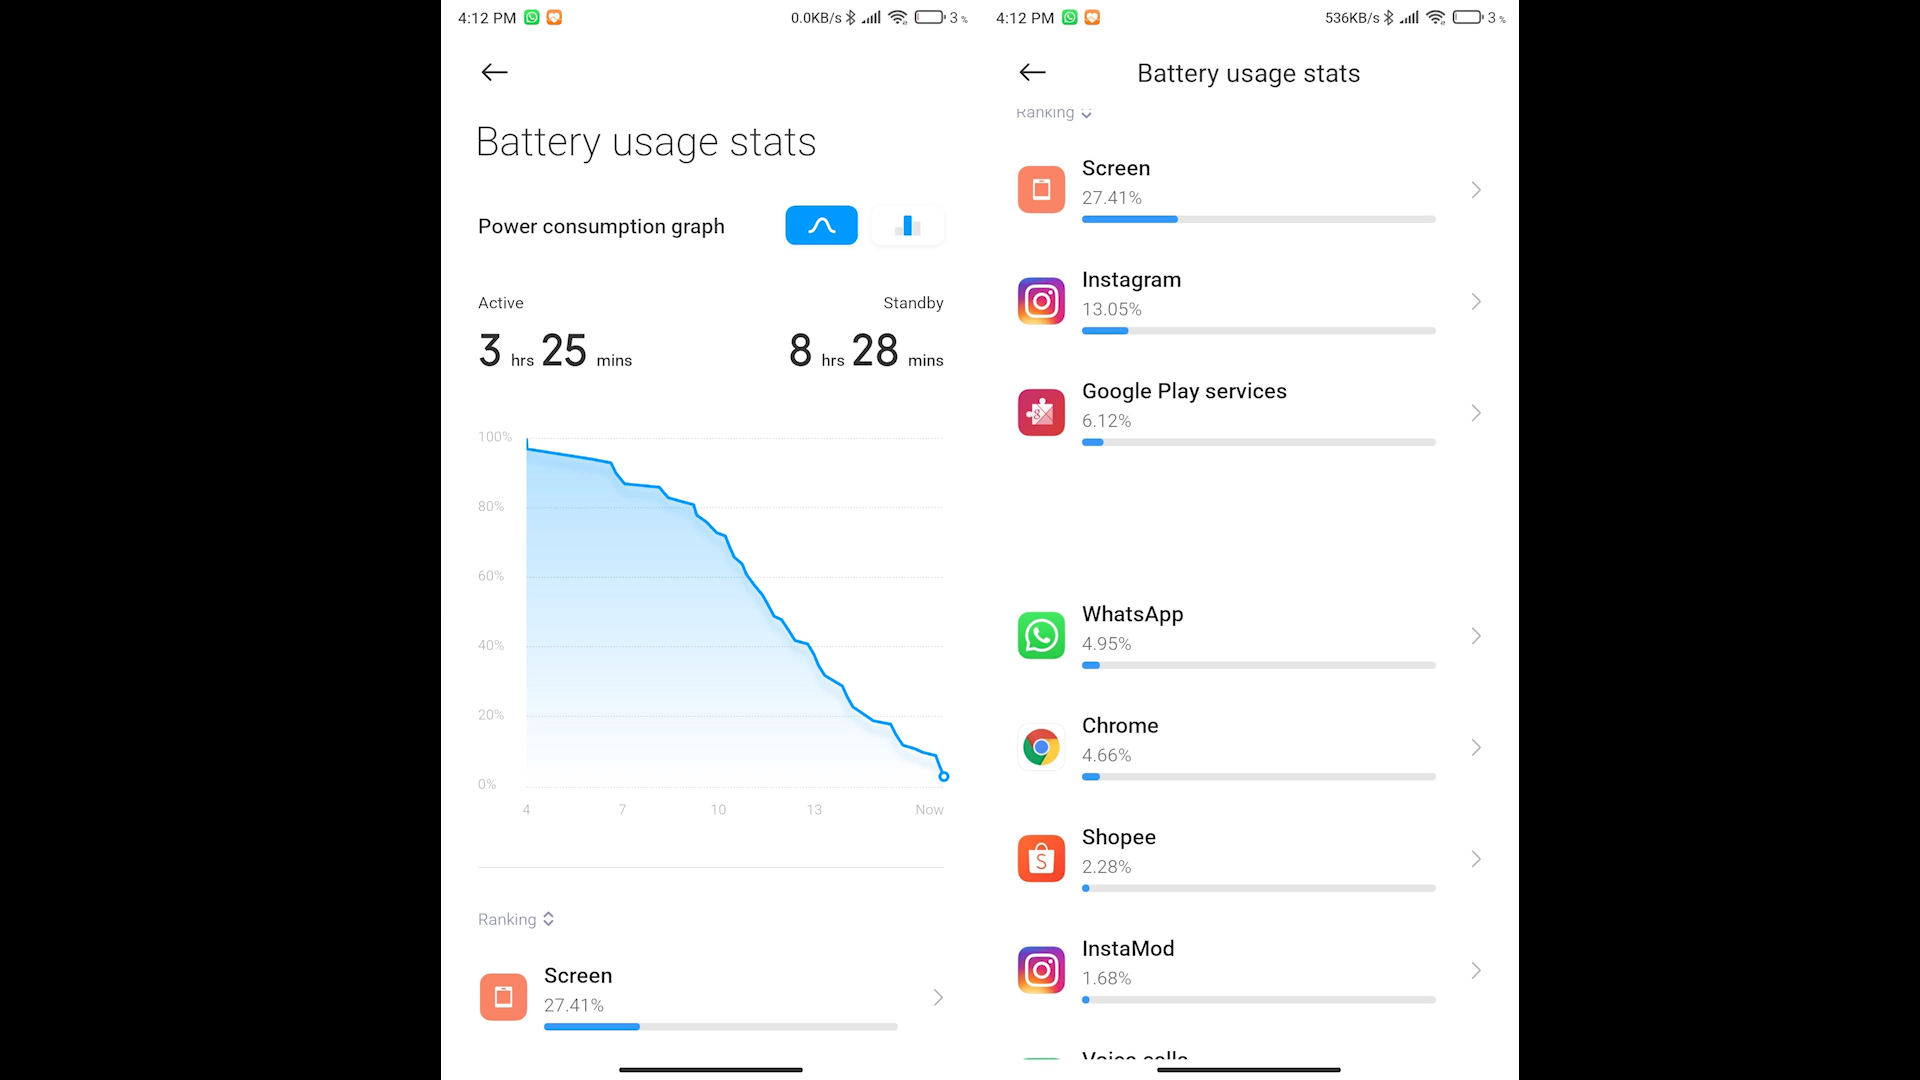 4:12 PM
0.0KB/s
3 %
Battery usage stats
Power consumption graph
Active
Standby
3 hrs 25 mins
8 hrs 28 mins
100%
80%
60%
40%
20%
0%
4 7 10 13 Now
Ranking
Screen
27.41%
4:12 PM
536KB/s
3 %
Battery usage stats
Ranking
Screen
27.41%
Instagram
13.05%
Google Play services
6.12%
WhatsApp
4.95%
Chrome
4.66%
Shopee
2.28%
InstaMod
1.68%
Voice calls